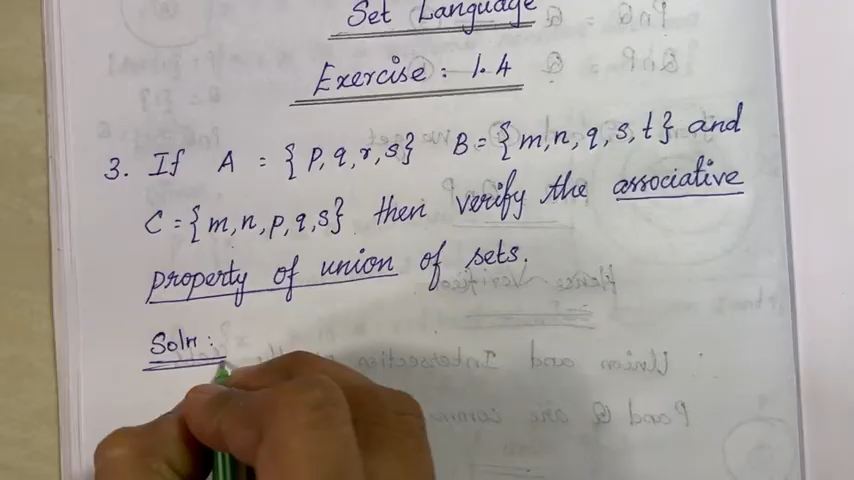 Set Language
Exercise : 1.4
3. If A = {p, q, r, s} B = {m, n, q, s, t} and
C = {m, n, p, q, s} then verify the associative
property of union of sets.
Soln :